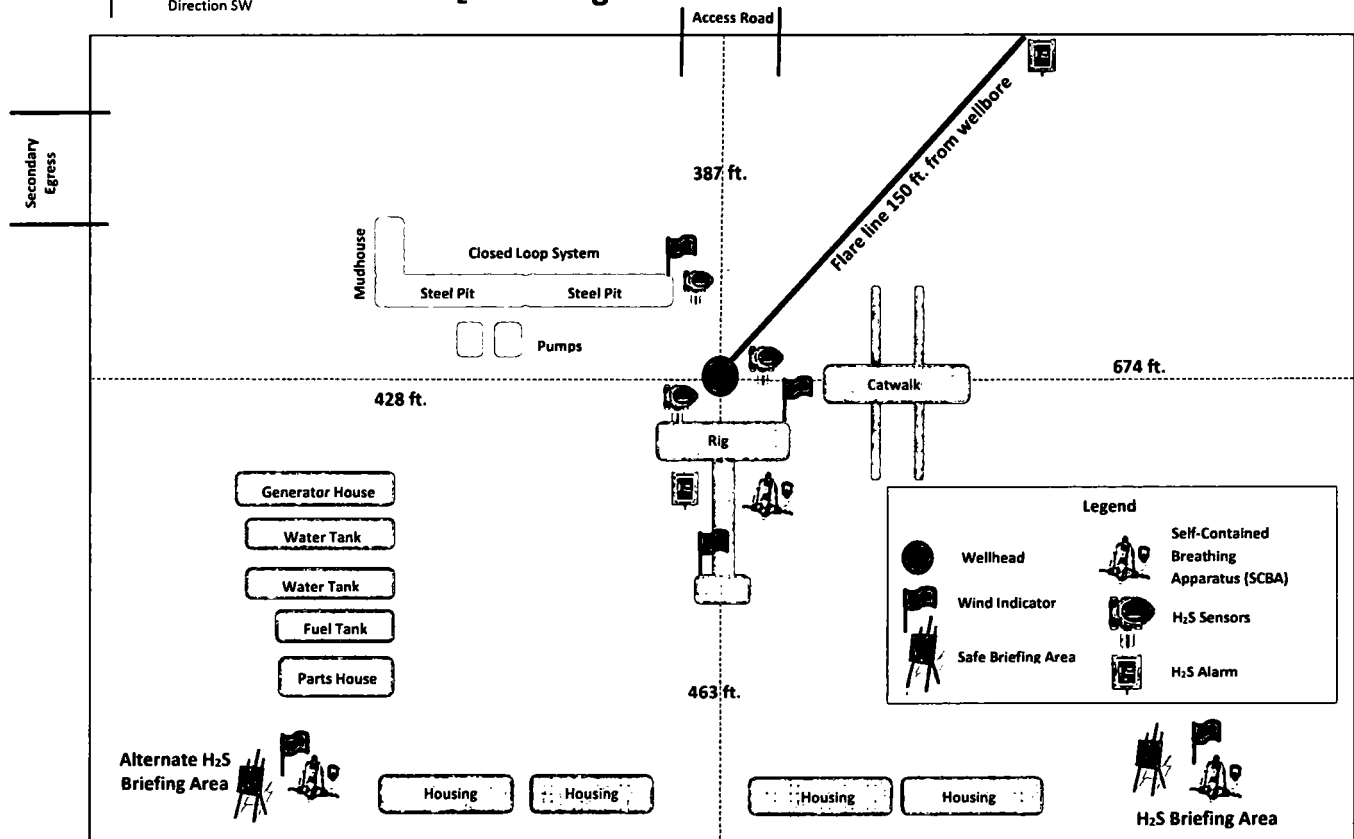 Direction SW
Access Road
Secondary
Egress
387 ft.
Flare line 150 ft. from wellbore
Mudhouse
Closed Loop System
Steel Pit
Steel Pit
Pumps
674 ft.
428 ft.
Catwalk
Rig
Generator House
Water Tank
Water Tank
Fuel Tank
Parts House
Legend
Wellhead
Wind Indicator
Safe Briefing Area
Self-Contained
Breathing
Apparatus (SCBA)
H₂S Sensors
H₂S Alarm
463 ft.
Alternate H₂S
Briefing Area
Housing
Housing
Housing
Housing
H₂S Briefing Area